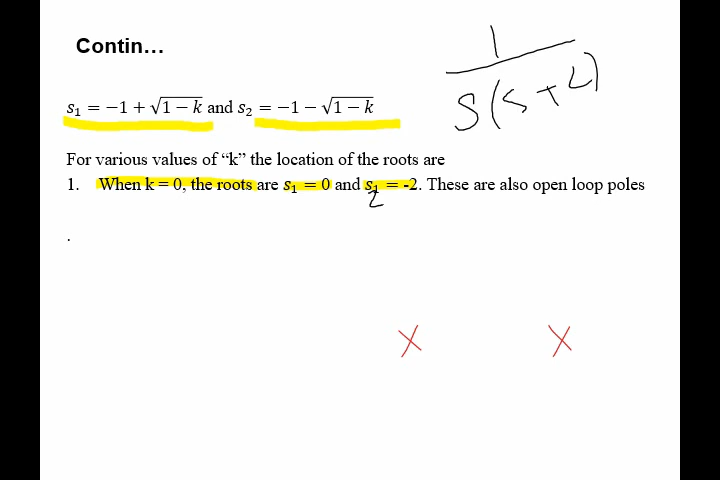 Contin…
1
s(s+2)
s₁ = −1 + √1 − k and s₂ = −1 − √1 − k
For various values of “k” the location of the roots are
1. When k = 0, the roots are s₁ = 0 and s₁ = -2. These are also open loop poles
2
.
X X